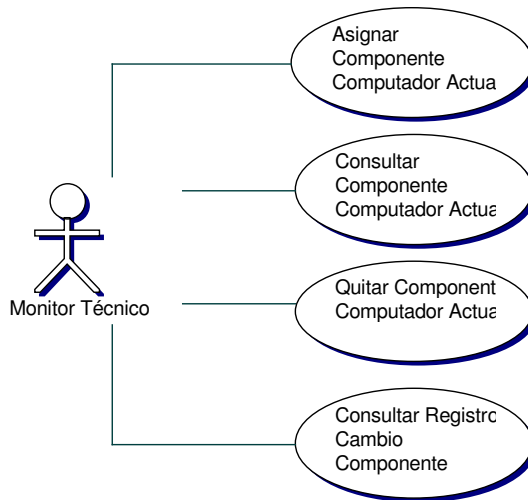 Asignar
Componente
Computador Actua
Consultar
Componente
Computador Actua
Monitor Técnico
Quitar Component
Computador Actua
Consultar Registro
Cambio
Componente